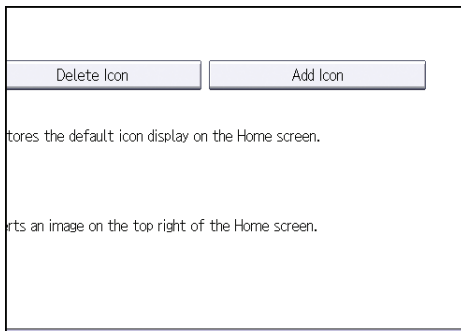 Delete Icon
Add Icon
tores the default icon display on the Home screen.
rts an image on the top right of the Home screen.